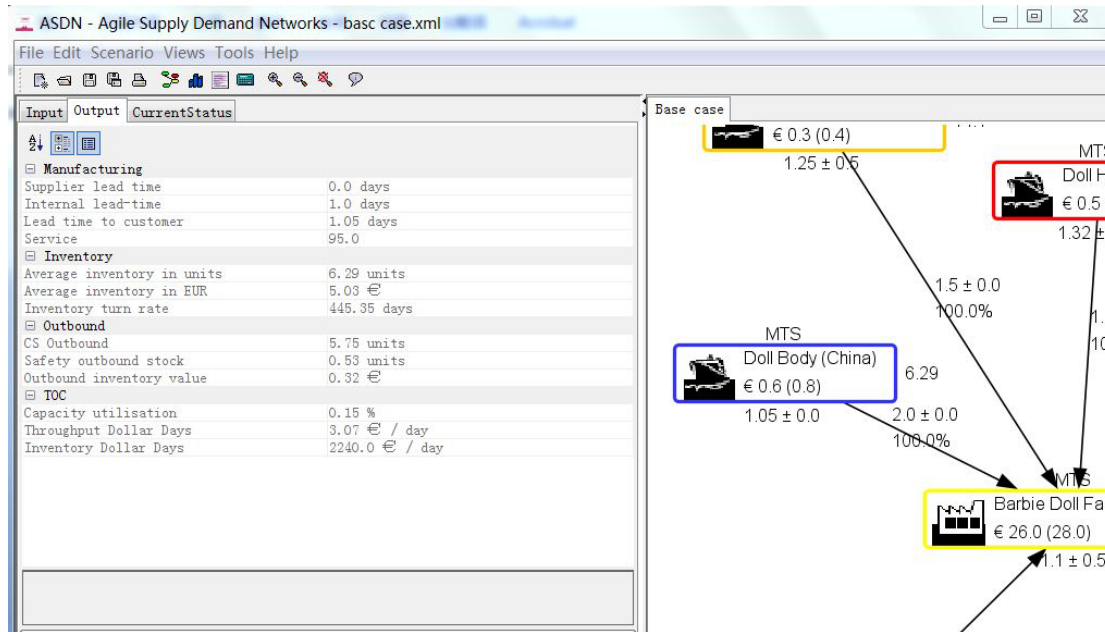 ASDN - Agile Supply Demand Networks - basc case.xml
File Edit Scenario Views Tools Help
Input Output CurrentStatus
Manufacturing
Supplier lead time 0.0 days
Internal lead-time 1.0 days
Lead time to customer 1.05 days
Service 95.0
Inventory
Average inventory in units 6.29 units
Average inventory in EUR 5.03 €
Inventory turn rate 445.35 days
Outbound
CS Outbound 5.75 units
Safety outbound stock 0.53 units
Outbound inventory value 0.32 €
TOC
Capacity utilisation 0.15 %
Throughput Dollar Days 3.07 € / day
Inventory Dollar Days 2240.0 € / day
Base case
€ 0.3 (0.4)
1.25 ± 0.5
MTS
Doll H
€ 0.5
1.32 ±
1.5 ± 0.0
100.0%
1.
10
MTS
Doll Body (China)
€ 0.6 (0.8)
1.05 ± 0.0
6.29
2.0 ± 0.0
100.0%
MTS
Barbie Doll Fa
€ 26.0 (28.0)
1.1 ± 0.5